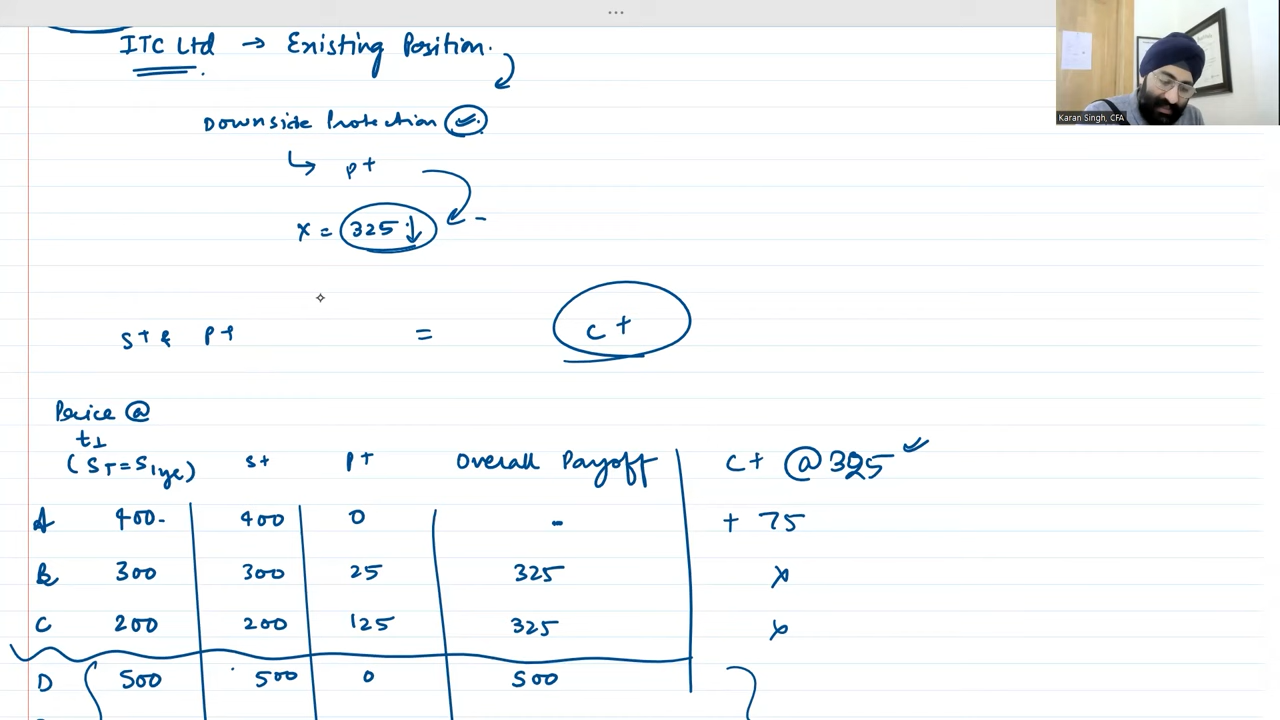 ...
ITC Ltd → Existing Position.
Karan Singh, CFA
Downside Protection
↳ p+
x = 325 ↓ -
S+ & P+ = C+
Price @
t1
(ST = S1yr) S+ P+ Overall Payoff C+ @ 325
A 400- 400 0 - + 75
B 300 300 25 325 x
C 200 200 125 325 x
D 500 500 0 500